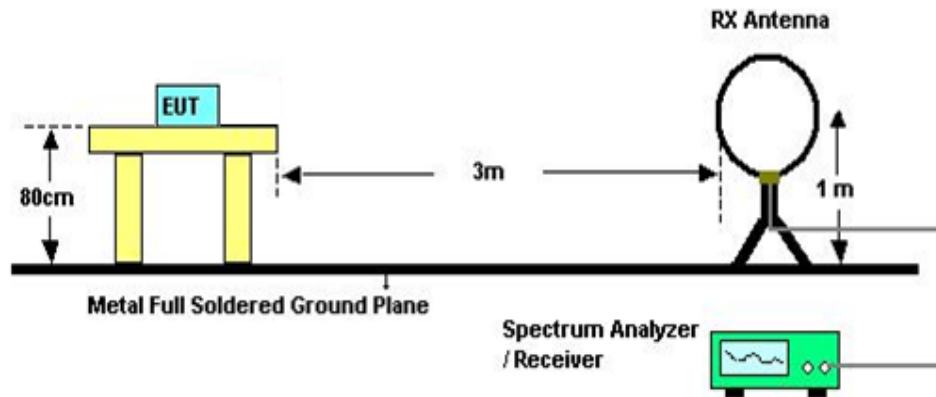 RX Antenna
EUT
3m
80cm
1 m
Metal Full Soldered Ground Plane
Spectrum Analyzer
/ Receiver